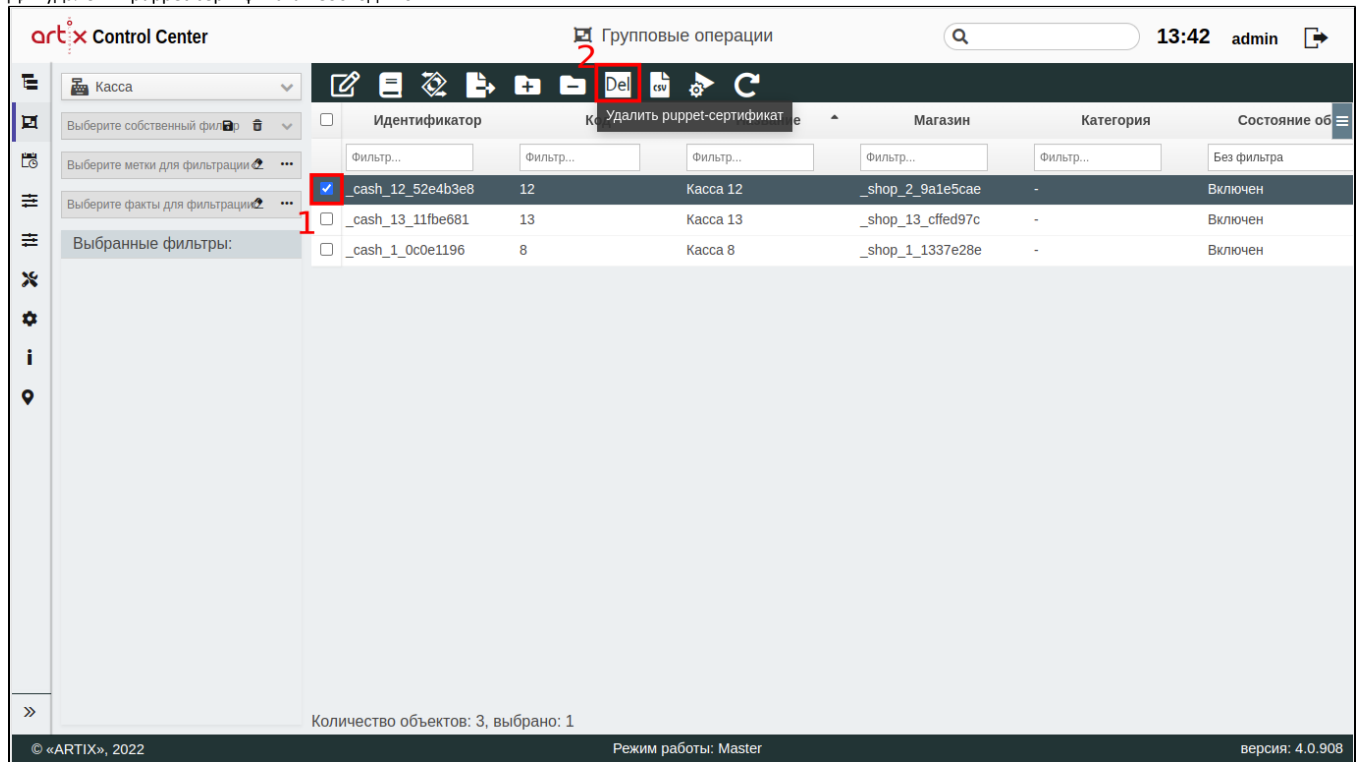 artix Control Center
Групповые операции
13:42 admin
2
Касса
Del
csv
Удалить puppet-сертификат
Выберите собственный фильтр
Идентификатор
Магазин
Категория
Состояние об
Выберите метки для фильтрации
Фильтр... Фильтр... Фильтр... Фильтр... Фильтр... Без фильтра
Выберите факты для фильтрации
_cash_12_52e4b3e8 12 Касса 12 _shop_2_9a1e5cae - Включен
1
_cash_13_11fbe681 13 Касса 13 _shop_13_cffed97c - Включен
Выбранные фильтры:
_cash_1_0c0e1196 8 Касса 8 _shop_1_1337e28e - Включен
Количество объектов: 3, выбрано: 1
© «ARTIX», 2022
Режим работы: Master
версия: 4.0.908